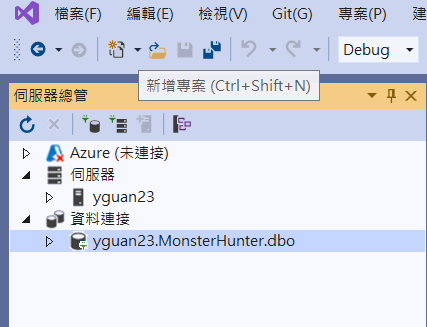 檔案(F) 編輯(E) 檢視(V) Git(G) 專案(P) 建
Debug
新增專案 (Ctrl+Shift+N)
伺服器總管
Azure (未連接)
伺服器
yguan23
資料連接
yguan23.MonsterHunter.dbo